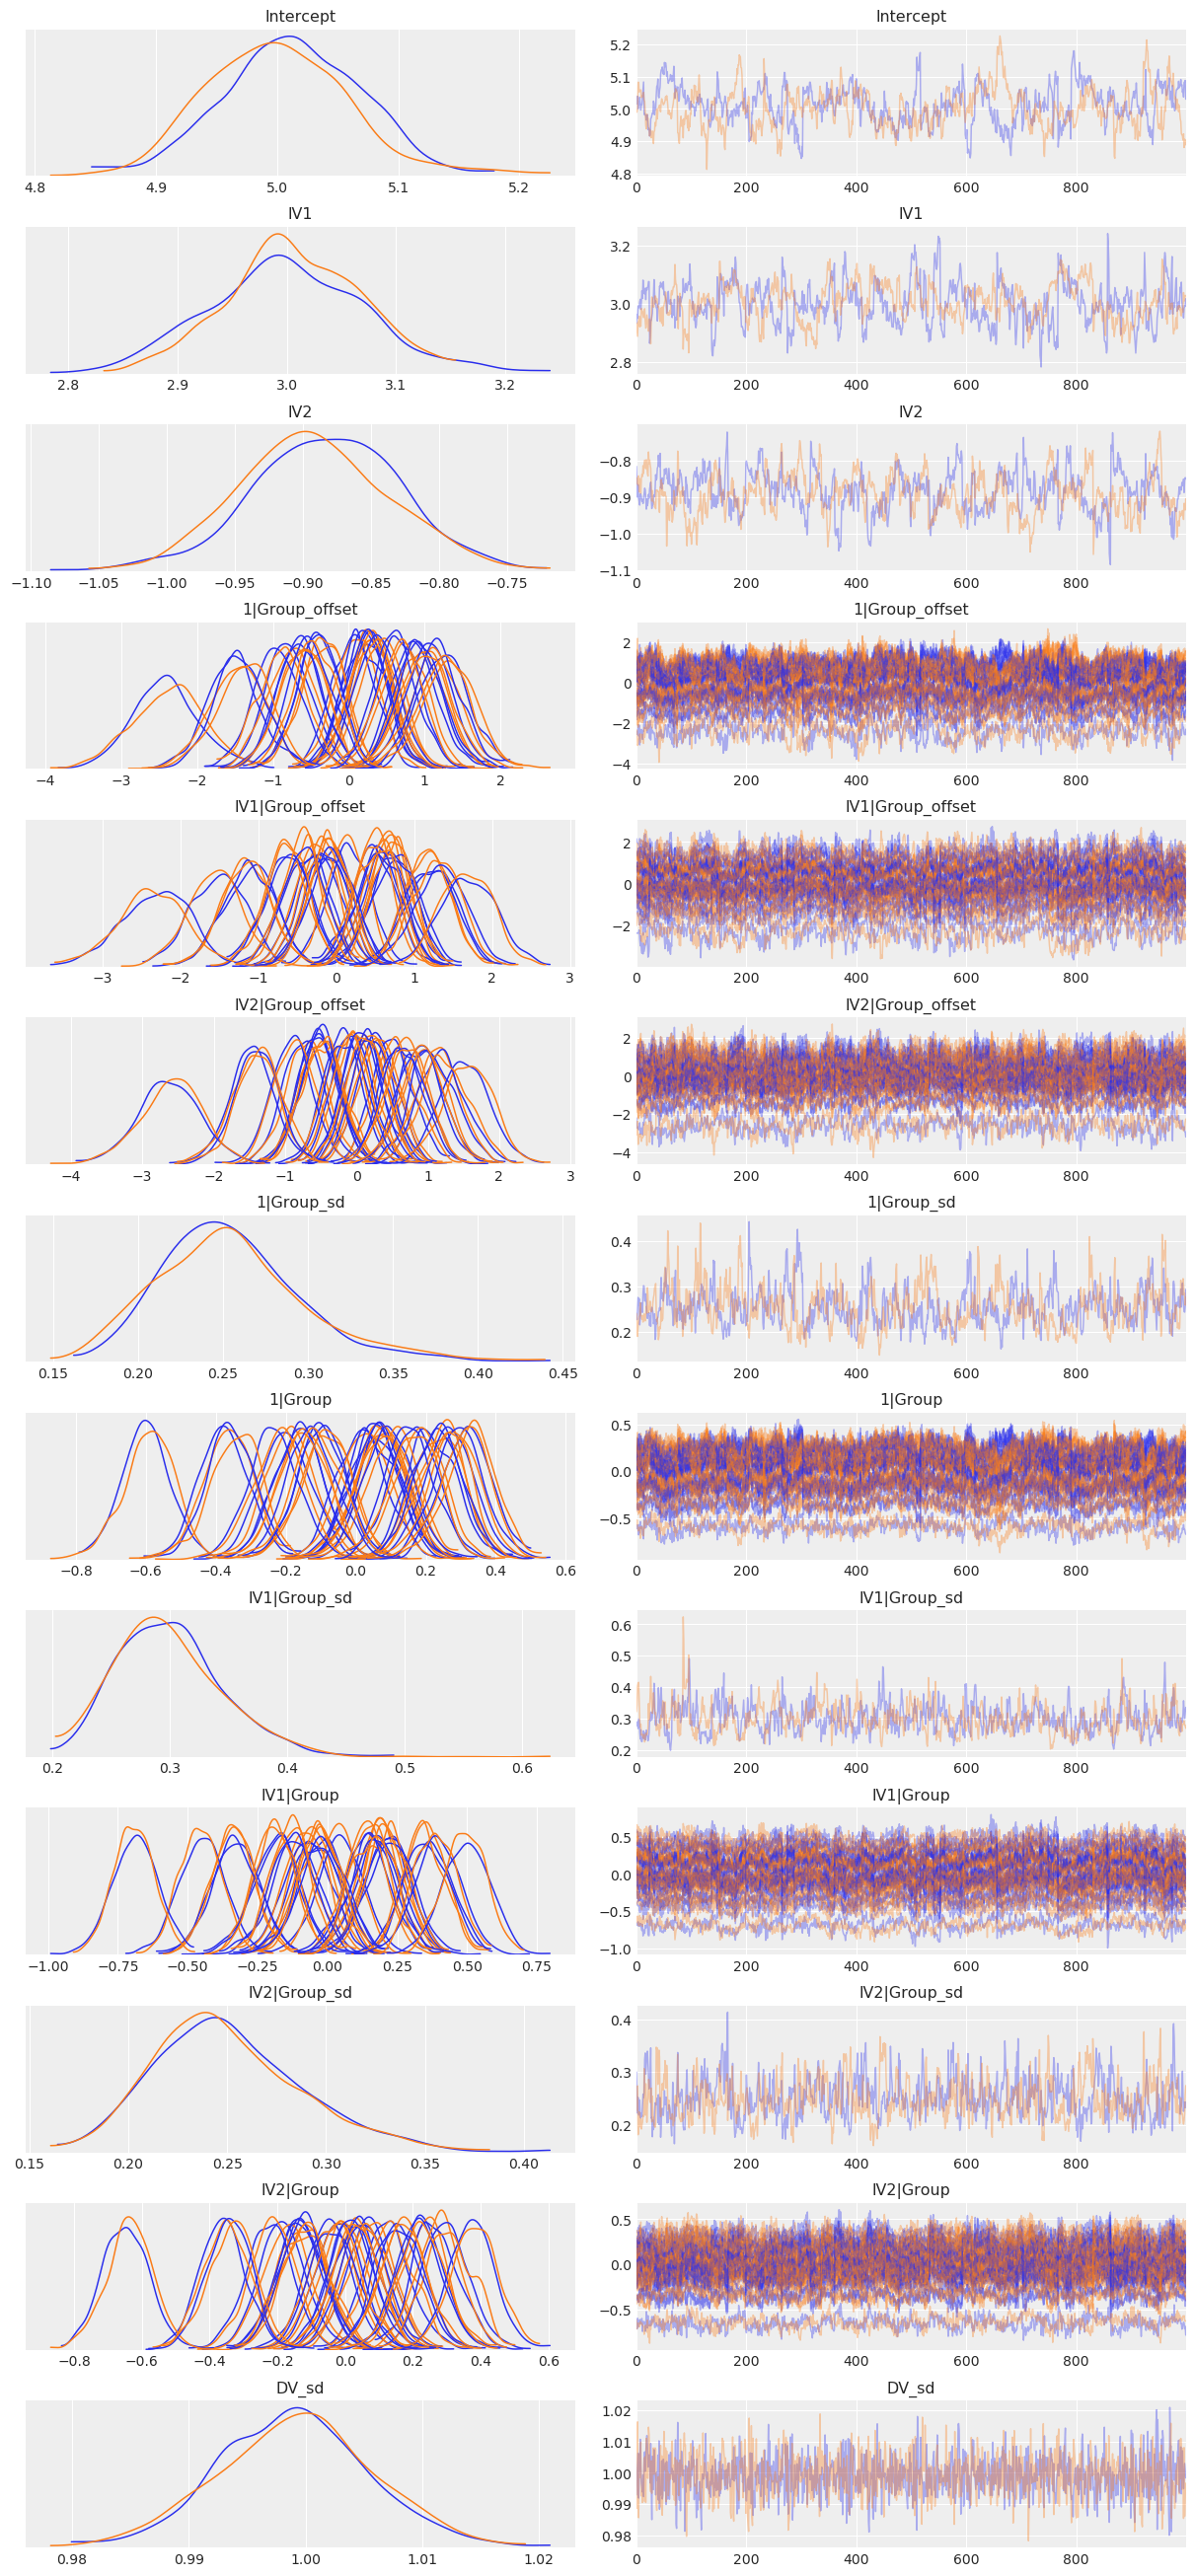 Intercept Intercept
5.2
5.1
5.0
4.9
4.8
4.8 4.9 5.0 5.1 5.2 0 200 400 600 800
IV1 IV1
3.2
3.0
2.8
2.8 2.9 3.0 3.1 3.2 0 200 400 600 800
IV2 IV2
−0.8
−0.9
−1.0
−1.1
−1.10 −1.05 −1.00 −0.95 −0.90 −0.85 −0.80 −0.75 0 200 400 600 800
1|Group_offset 1|Group_offset
2
0
−2
−4
−4 −3 −2 −1 0 1 2 0 200 400 600 800
IV1|Group_offset IV1|Group_offset
2
0
−2
−3 −2 −1 0 1 2 3 0 200 400 600 800
IV2|Group_offset IV2|Group_offset
2
0
−2
−4
−4 −3 −2 −1 0 1 2 3 0 200 400 600 800
1|Group_sd 1|Group_sd
0.4
0.3
0.2
0.15 0.20 0.25 0.30 0.35 0.40 0.45 0 200 400 600 800
1|Group 1|Group
0.5
0.0
−0.5
−0.8 −0.6 −0.4 −0.2 0.0 0.2 0.4 0.6 0 200 400 600 800
IV1|Group_sd IV1|Group_sd
0.6
0.5
0.4
0.3
0.2
0.2 0.3 0.4 0.5 0.6 0 200 400 600 800
IV1|Group IV1|Group
0.5
0.0
−0.5
−1.0
−1.00 −0.75 −0.50 −0.25 0.00 0.25 0.50 0.75 0 200 400 600 800
IV2|Group_sd IV2|Group_sd
0.4
0.3
0.2
0.15 0.20 0.25 0.30 0.35 0.40 0 200 400 600 800
IV2|Group IV2|Group
0.5
0.0
−0.5
−0.8 −0.6 −0.4 −0.2 0.0 0.2 0.4 0.6 0 200 400 600 800
DV_sd DV_sd
1.02
1.01
1.00
0.99
0.98
0.98 0.99 1.00 1.01 1.02 0 200 400 600 800